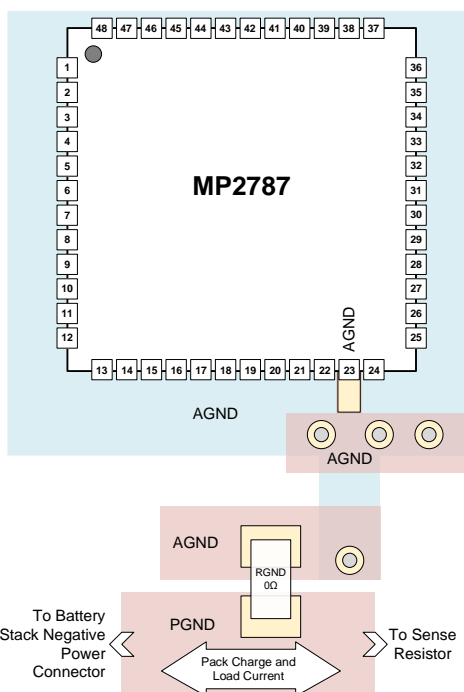 48 47 46 45 44 43 42 41 40 39 38 37
1 36
2 35
3 34
4 33
5 32
6 31
MP2787
7 30
8 29
9 28
10 27
11 26
12 25
AGND
13 14 15 16 17 18 19 20 21 22 23 24
AGND
AGND
AGND
RGND
0Ω
PGND
To Battery
Stack Negative
Power
Connector
To Sense
Resistor
Pack Charge and
Load Current